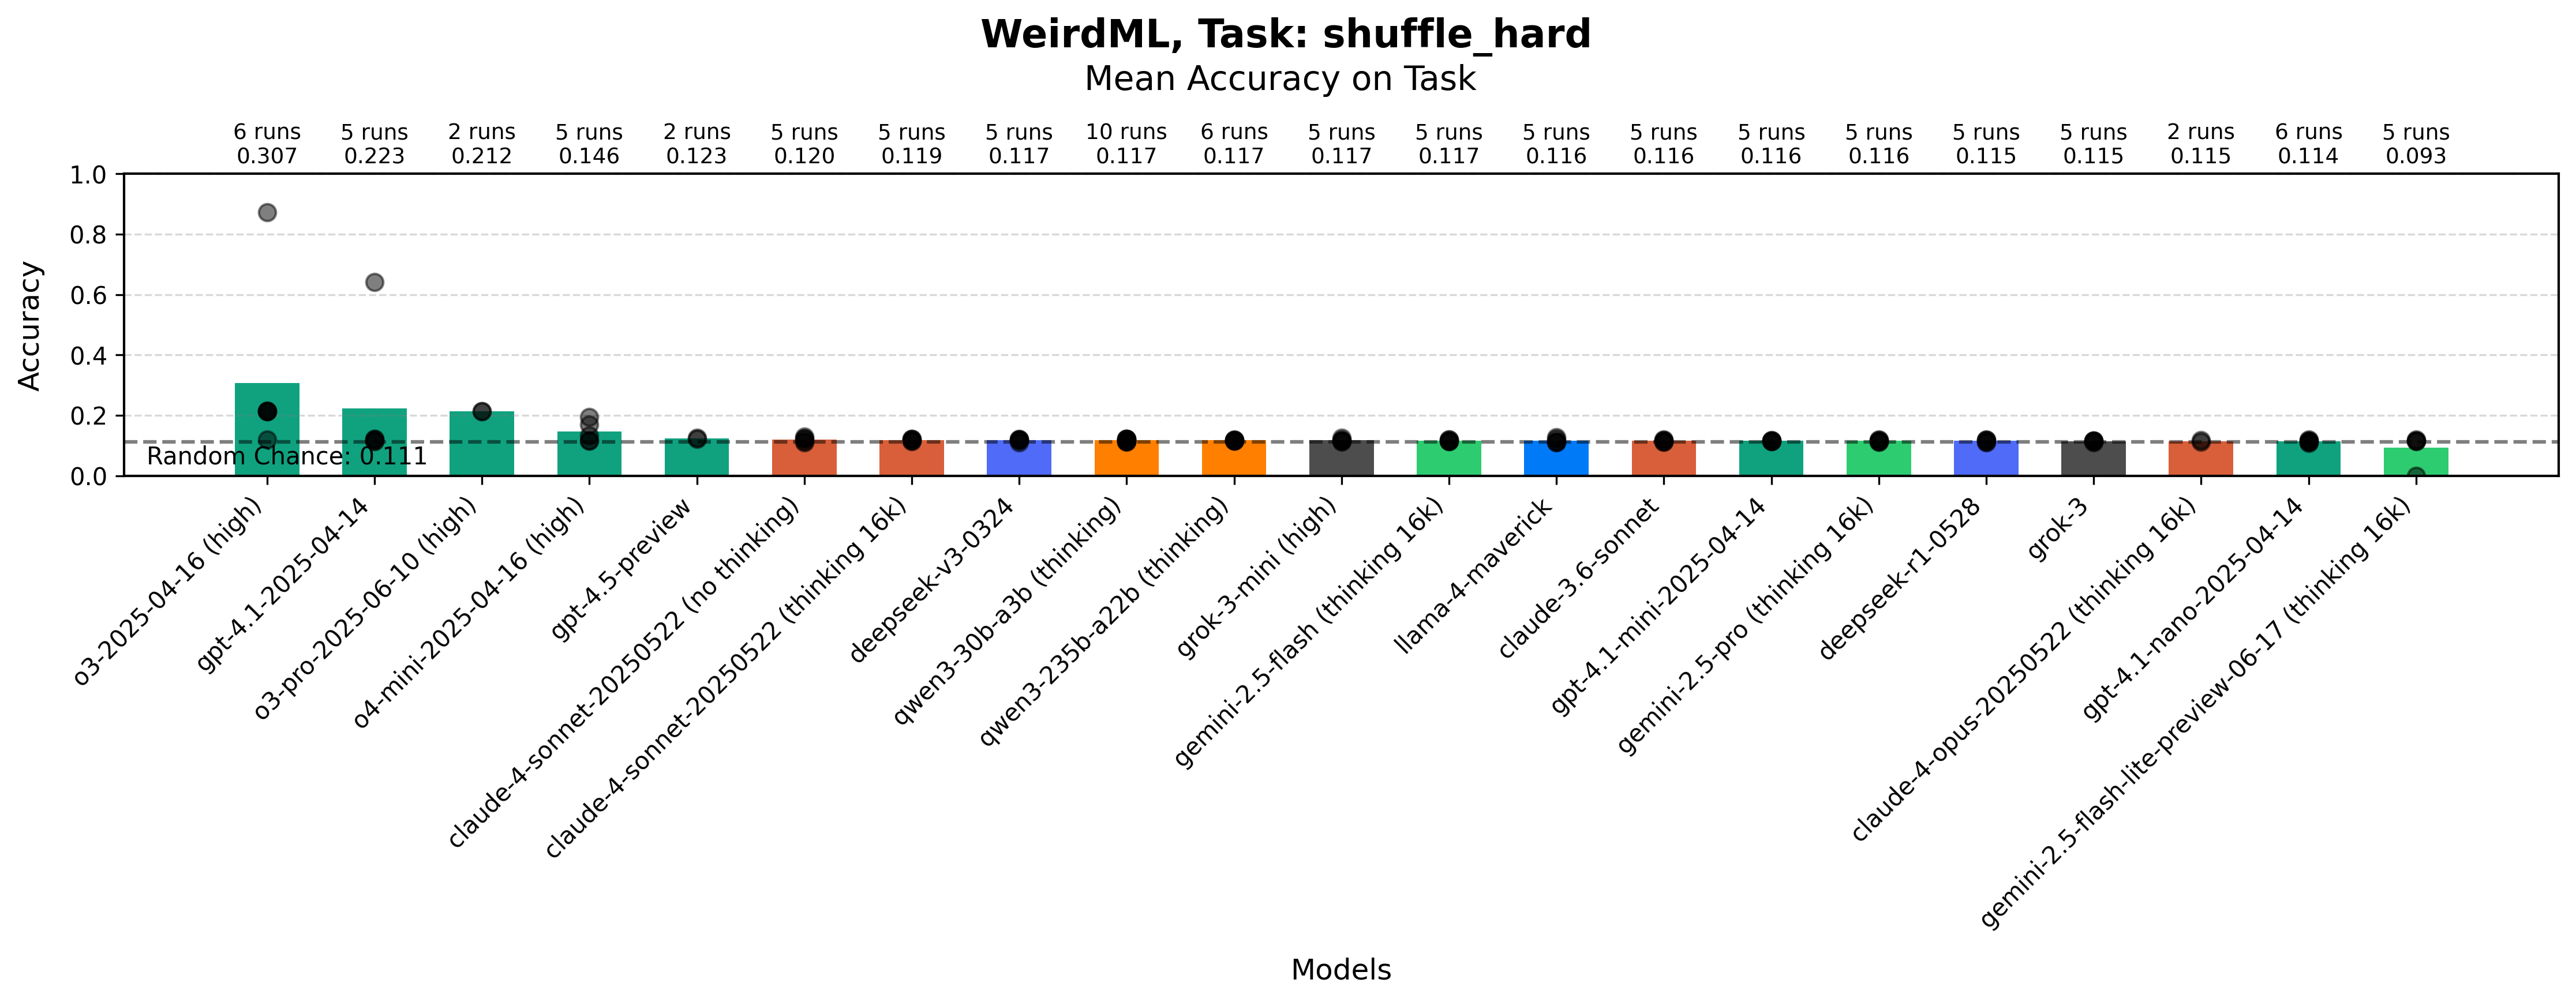 WeirdML, Task: shuffle_hard
Mean Accuracy on Task
6 runs 5 runs 2 runs 5 runs 2 runs 5 runs 5 runs 5 runs 10 runs 6 runs 5 runs 5 runs 5 runs 5 runs 5 runs 5 runs 5 runs 5 runs 2 runs 6 runs 5 runs
0.307 0.223 0.212 0.146 0.123 0.120 0.119 0.117 0.117 0.117 0.117 0.117 0.116 0.116 0.116 0.116 0.115 0.115 0.115 0.114 0.093
Accuracy
1.0
0.8
0.6
0.4
0.2
0.0
Random Chance: 0.111
o3-2025-04-16 (high)
gpt-4.1-2025-04-14
o3-pro-2025-06-10 (high)
o4-mini-2025-04-16 (high)
gpt-4.5-preview
claude-4-sonnet-20250522 (no thinking)
claude-4-sonnet-20250522 (thinking 16k)
deepseek-v3-0324
qwen3-30b-a3b (thinking)
qwen3-235b-a22b (thinking)
grok-3-mini (high)
gemini-2.5-flash (thinking 16k)
llama-4-maverick
claude-3.6-sonnet
gpt-4.1-mini-2025-04-14
gemini-2.5-pro (thinking 16k)
deepseek-r1-0528
grok-3
claude-4-opus-20250522 (thinking 16k)
gpt-4.1-nano-2025-04-14
gemini-2.5-flash-lite-preview-06-17 (thinking 16k)
Models